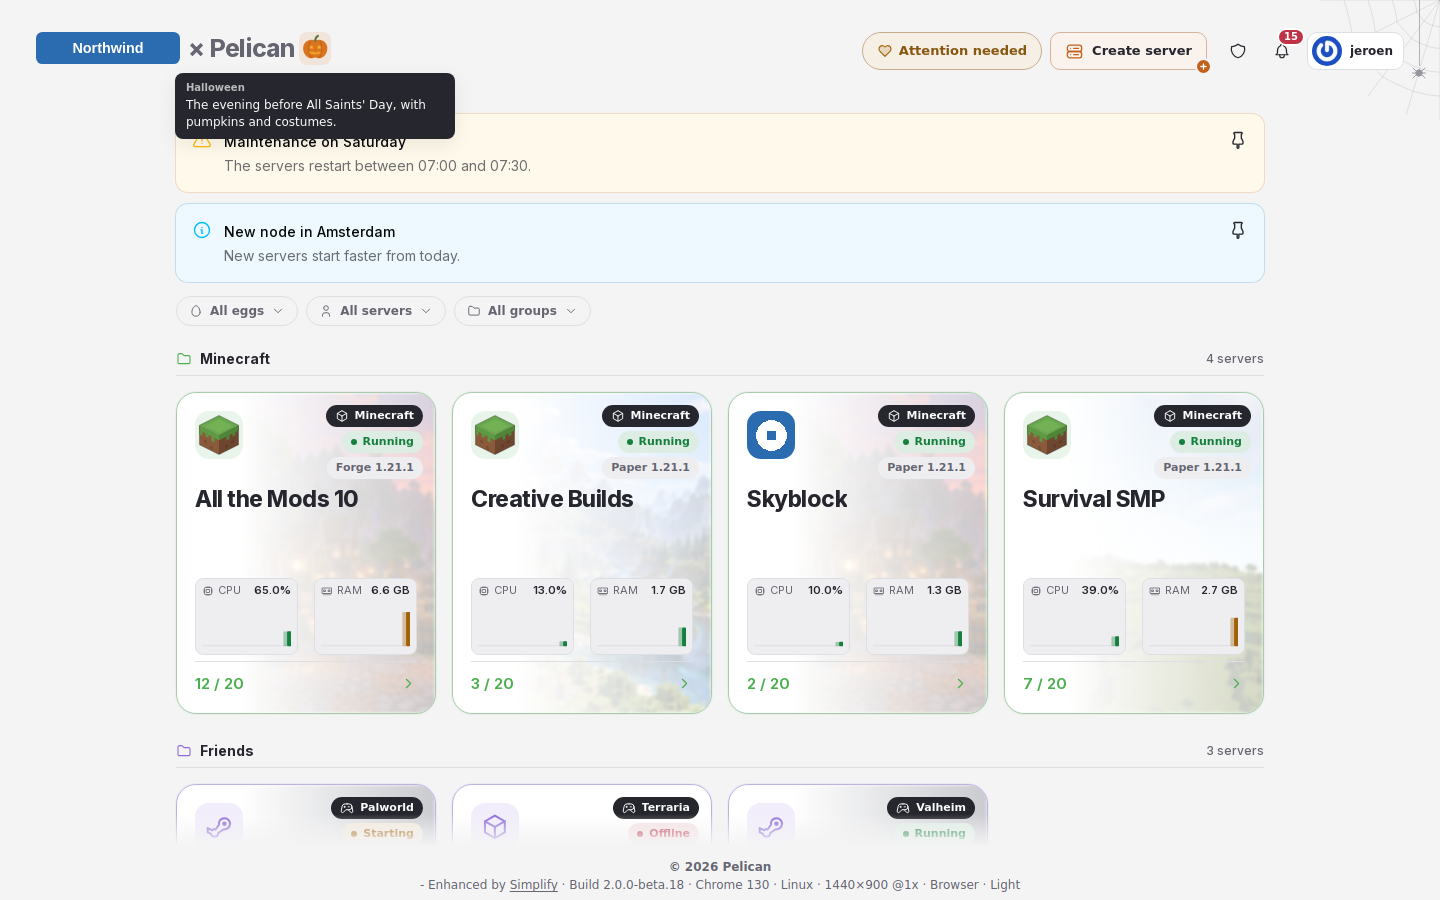 Northwind
× Pelican
Attention needed
Create server
15
jeroen
Halloween
The evening before All Saints' Day, with
pumpkins and costumes.
Maintenance on Saturday
The servers restart between 07:00 and 07:30.
New node in Amsterdam
New servers start faster from today.
All eggs
All servers
All groups
Minecraft
4 servers
Minecraft
Running
Forge 1.21.1
All the Mods 10
CPU 65.0%
RAM 6.6 GB
12 / 20
Minecraft
Running
Paper 1.21.1
Creative Builds
CPU 13.0%
RAM 1.7 GB
3 / 20
Minecraft
Running
Paper 1.21.1
Skyblock
CPU 10.0%
RAM 1.3 GB
2 / 20
Minecraft
Running
Paper 1.21.1
Survival SMP
CPU 39.0%
RAM 2.7 GB
7 / 20
Friends
3 servers
Palworld
Starting
Terraria
Offline
Valheim
Running
© 2026 Pelican
- Enhanced by Simplify · Build 2.0.0-beta.18 · Chrome 130 · Linux · 1440×900 @1x · Browser · Light